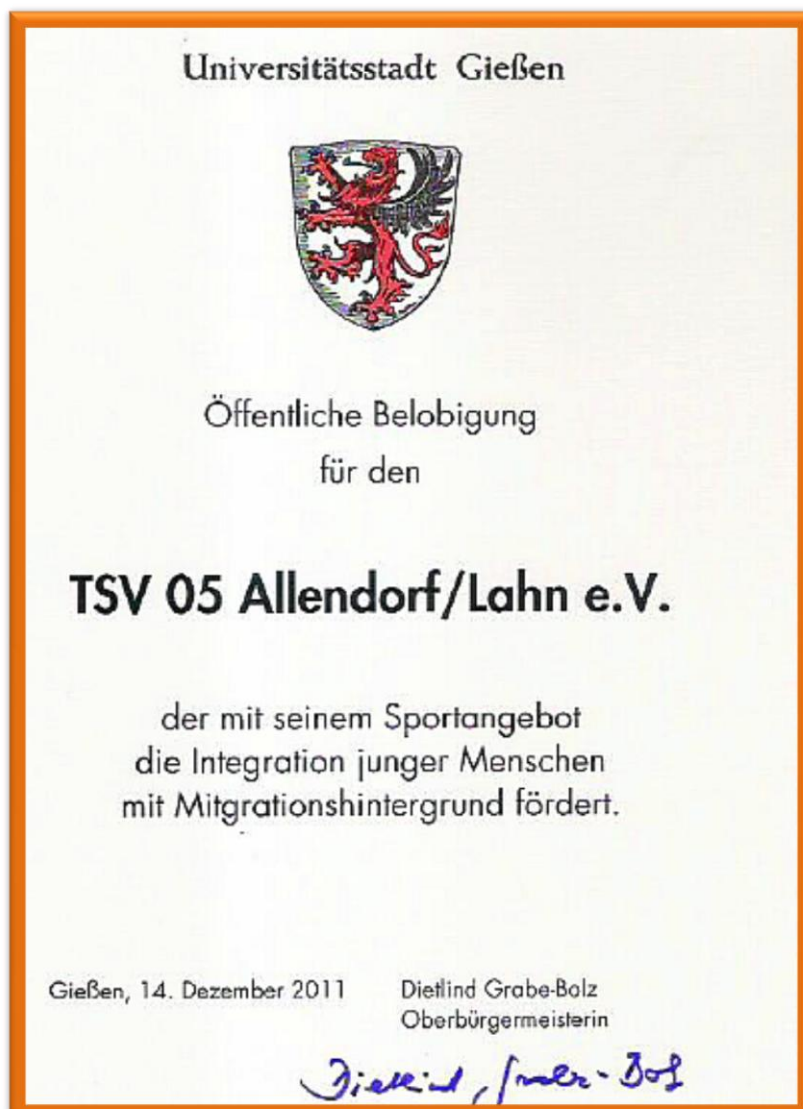 Universitätsstadt Gießen
Öffentliche Belobigung
für den
TSV 05 Allendorf/Lahn e.V.
der mit seinem Sportangebot
die Integration junger Menschen
mit Mitgrationshintergrund fördert.
Gießen, 14. Dezember 2011
Dietlind Grabe-Bolz
Oberbürgermeisterin
Dietlind